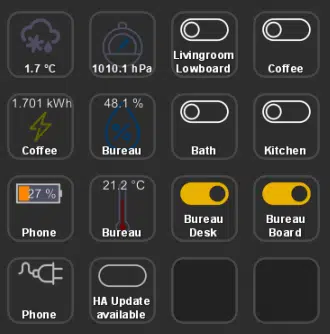 1.7 °C
1010.1 hPa
Livingroom
Lowboard
Coffee
1.701 kWh
Coffee
48.1 %
Bureau
Bath
Kitchen
27 %
Phone
21.2 °C
Bureau
Bureau
Desk
Bureau
Board
Phone
HA Update
available